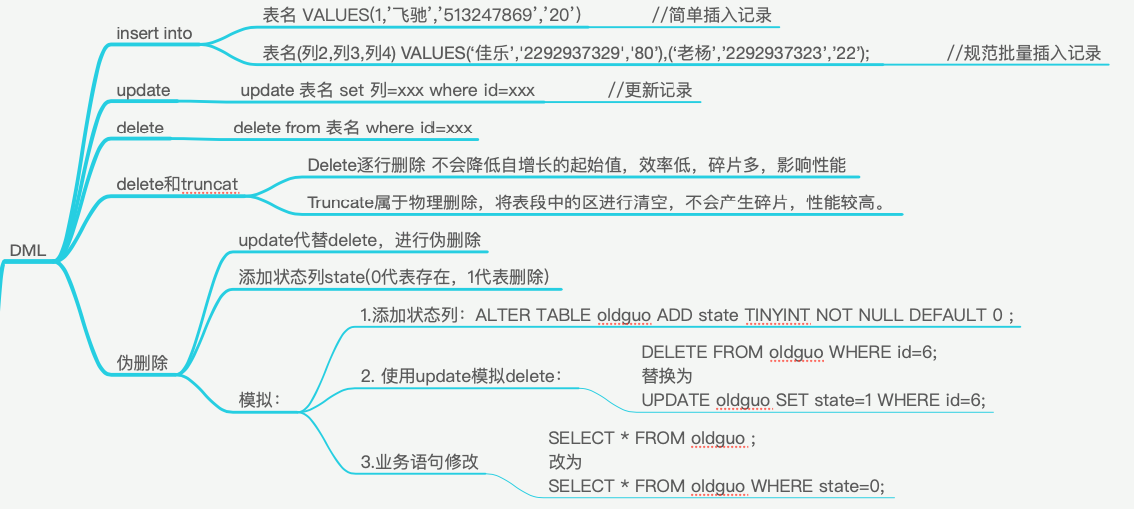 DML
insert into
表名 VALUES(1,’飞驰’,’513247869’,’20’) //简单插入记录
表名(列2,列3,列4) VALUES(‘佳乐’,'2292937329','80'),(‘老杨’,’2292937323’,’22’); //规范批量插入记录
update
update 表名 set 列=xxx where id=xxx //更新记录
delete
delete from 表名 where id=xxx
delete和truncat
Delete逐行删除 不会降低自增长的起始值，效率低，碎片多，影响性能
Truncate属于物理删除，将表段中的区进行清空，不会产生碎片，性能较高。
伪删除
update代替delete，进行伪删除
添加状态列state(0代表存在，1代表删除)
模拟：
1.添加状态列：ALTER TABLE oldguo ADD state TINYINT NOT NULL DEFAULT 0 ;
2. 使用update模拟delete：
DELETE FROM oldguo WHERE id=6;
替换为
UPDATE oldguo SET state=1 WHERE id=6;
3.业务语句修改
SELECT * FROM oldguo ;
改为
SELECT * FROM oldguo WHERE state=0;